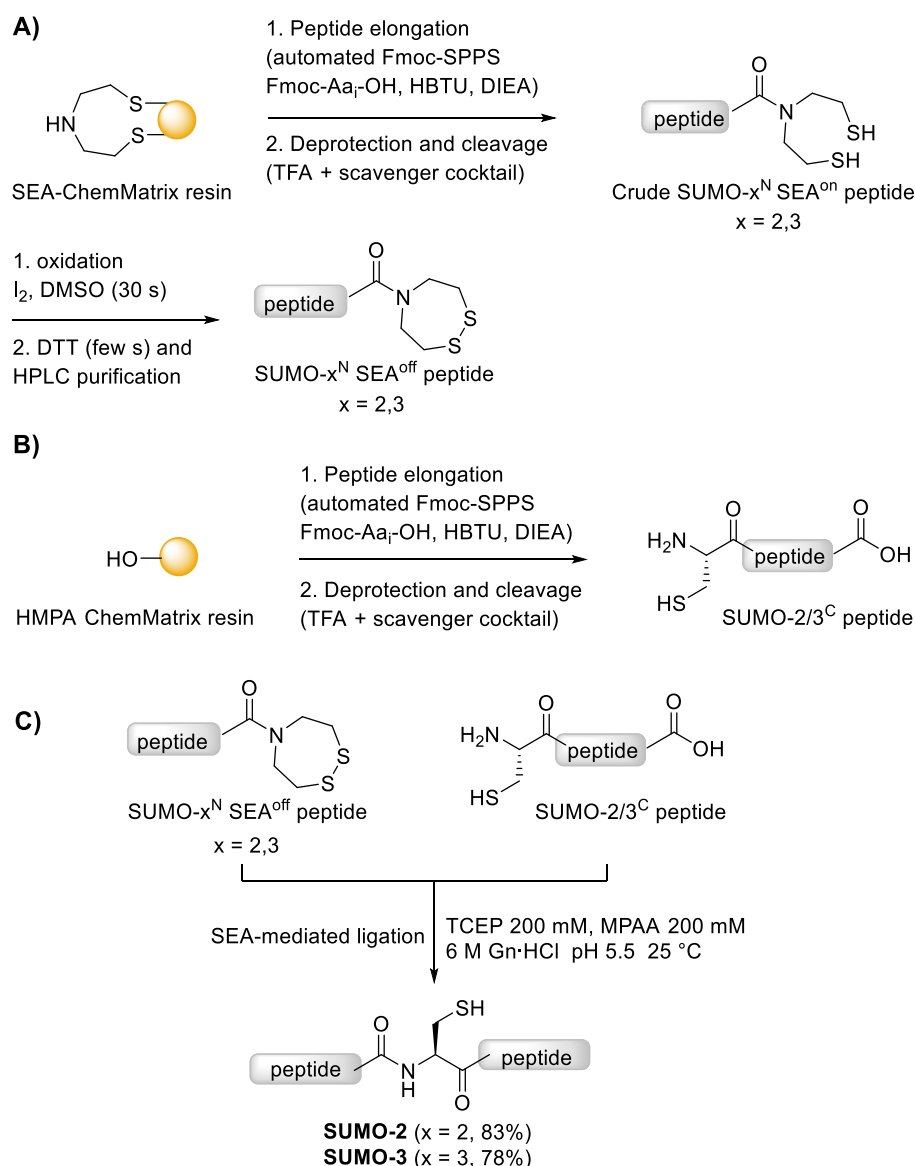 A)
1. Peptide elongation
(automated Fmoc-SPPS
Fmoc-Aaᵢ-OH, HBTU, DIEA)
2. Deprotection and cleavage
(TFA + scavenger cocktail)
HN
S
S
SEA-ChemMatrix resin
peptide
O
N
SH
SH
Crude SUMO-xᴺ SEAᵒⁿ peptide
x = 2,3
1. oxidation
I₂, DMSO (30 s)
2. DTT (few s) and
HPLC purification
peptide
O
N
S
S
SUMO-xᴺ SEAᵒᶠᶠ peptide
x = 2,3
B)
1. Peptide elongation
(automated Fmoc-SPPS
Fmoc-Aaᵢ-OH, HBTU, DIEA)
2. Deprotection and cleavage
(TFA + scavenger cocktail)
HO
HMPA ChemMatrix resin
H₂N
O
peptide
O
OH
HS
SUMO-2/3ᶜ peptide
C)
peptide
O
N
S
S
SUMO-xᴺ SEAᵒᶠᶠ peptide
x = 2,3
H₂N
O
peptide
O
OH
HS
SUMO-2/3ᶜ peptide
SEA-mediated ligation
TCEP 200 mM, MPAA 200 mM
6 M Gn·HCl pH 5.5 25 °C
peptide
O
N
H
SH
O
peptide
SUMO-2 (x = 2, 83%)
SUMO-3 (x = 3, 78%)